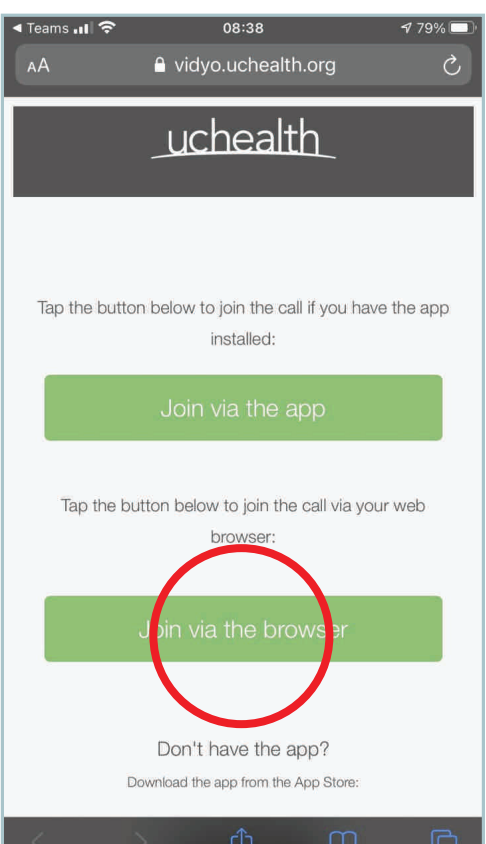 Teams 08:38 79%
AA vidyo.uchealth.org
uchealth
Tap the button below to join the call if you have the app
installed:
Join via the app
Tap the button below to join the call via your web
browser:
Join via the browser
Don't have the app?
Download the app from the App Store: